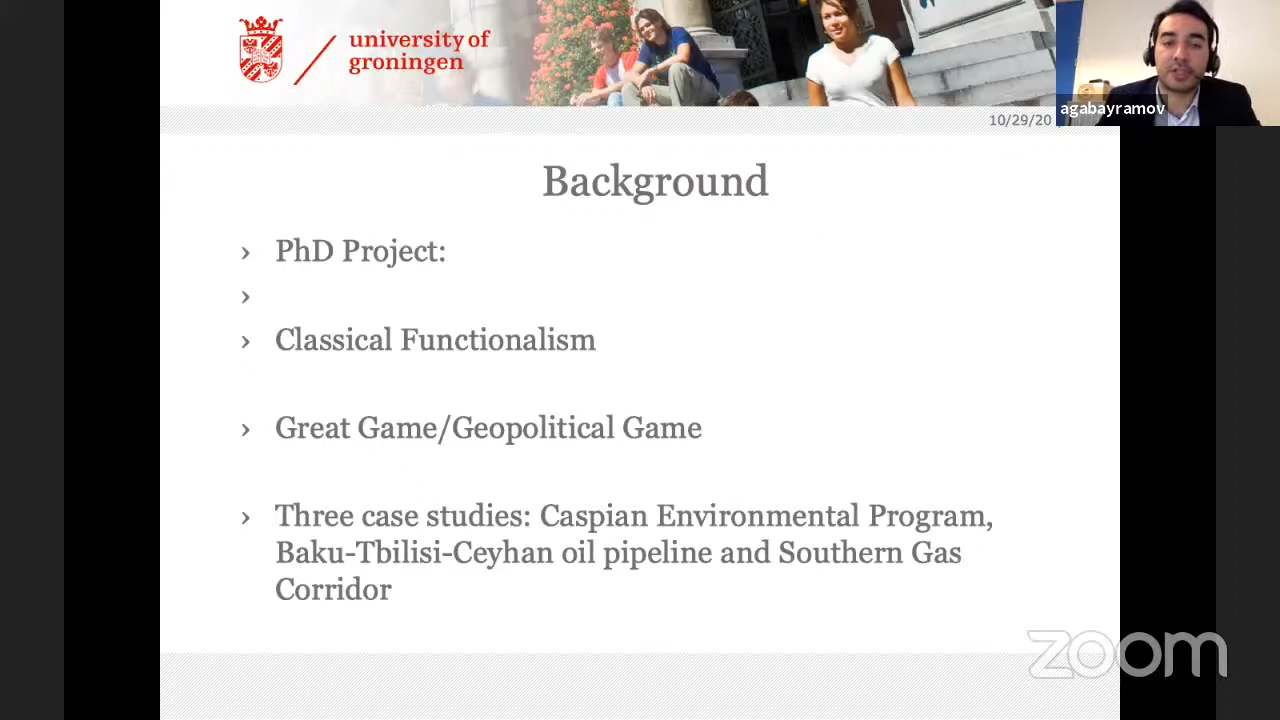 university of
groningen
agabayramov
10/29/20
Background
› PhD Project:
›
› Classical Functionalism
› Great Game/Geopolitical Game
› Three case studies: Caspian Environmental Program,
Baku-Tbilisi-Ceyhan oil pipeline and Southern Gas
Corridor
zoom